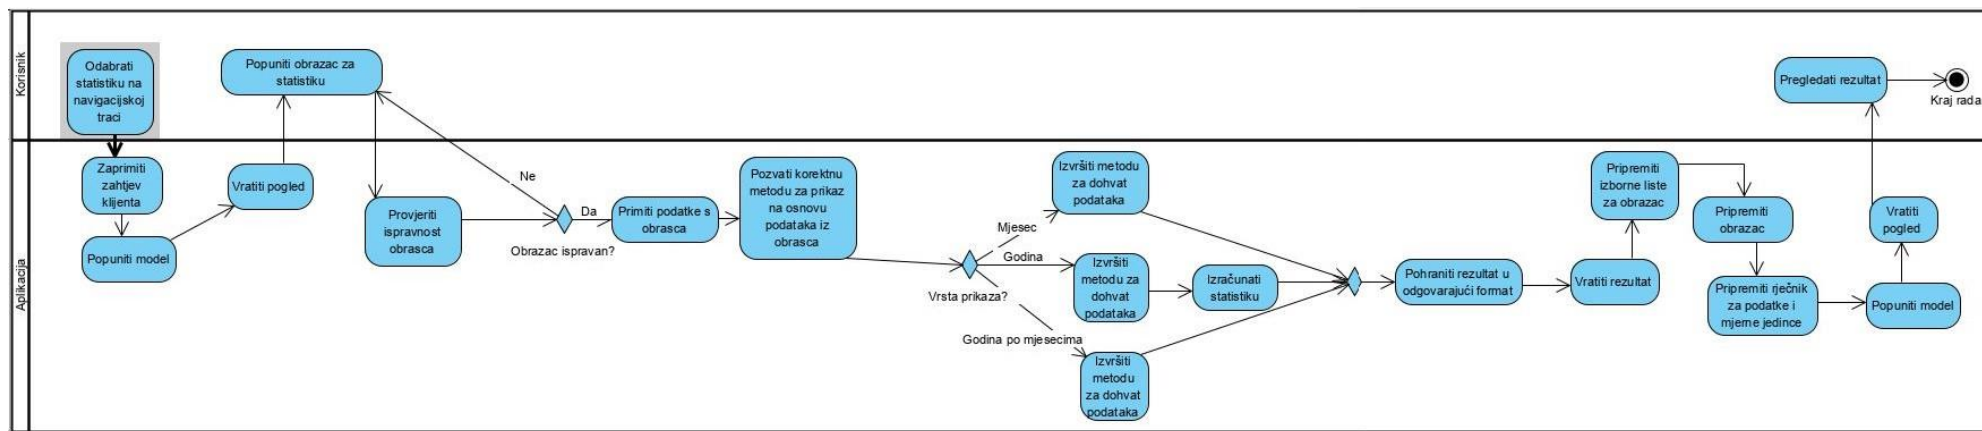 Korisnik
Odabrati
statistiku na
navigacijskoj
traci
Popuniti obrazac za
statistiku
Pregledati rezultat
Kraj rada
Aplikacija
Zaprimiti
zahtjev
klijenta
Popuniti model
Vratiti pogled
Provjeriti
ispravnost
obrasca
Ne
Da
Obrazac ispravan?
Primiti podatke s
obrasca
Pozvati korektnu
metodu za prikaz
na osnovu
podataka iz
obrasca
Vrsta prikaza?
Mjesec
Godina
Godina po mjesecima
Izvršiti metodu
za dohvat
podataka
Izvršiti
metodu za
dohvat
podataka
Izračunati
statistiku
Izvršiti
metodu
za dohvat
podataka
Pohraniti rezultat u
odgovarajući format
Vratiti rezultat
Pripremiti
izborne liste
za obrazac
Pripremiti
obrazac
Pripremiti rječnik
za podatke i
mjerne jedince
Popuniti model
Vratiti
pogled